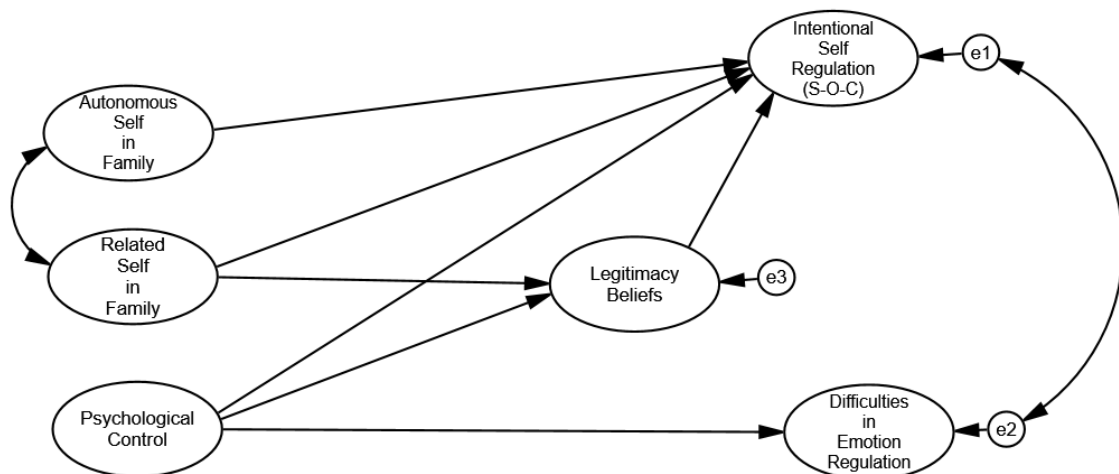 Intentional
Self
Regulation
(S-O-C)
e1
Autonomous
Self
in
Family
Related
Self
in
Family
Legitimacy
Beliefs
e3
Psychological
Control
Difficulties
in
Emotion
Regulation
e2